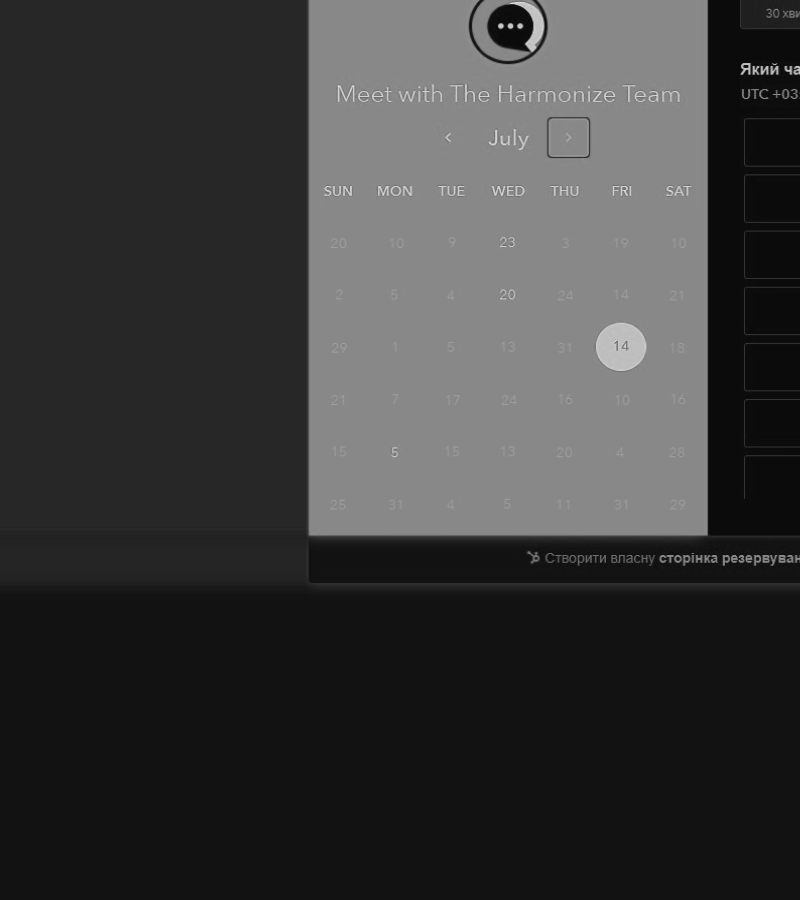 30 хви
Який ча
UTC +03:
Meet with The Harmonize Team
July
SUN MON TUE WED THU FRI SAT
20 10 9 23 3 19 10
2 5 4 20 24 14 21
29 1 5 13 31 14 18
21 7 17 24 16 10 16
15 5 15 13 20 4 28
25 31 4 5 11 31 29
Створити власну сторінка резервуван